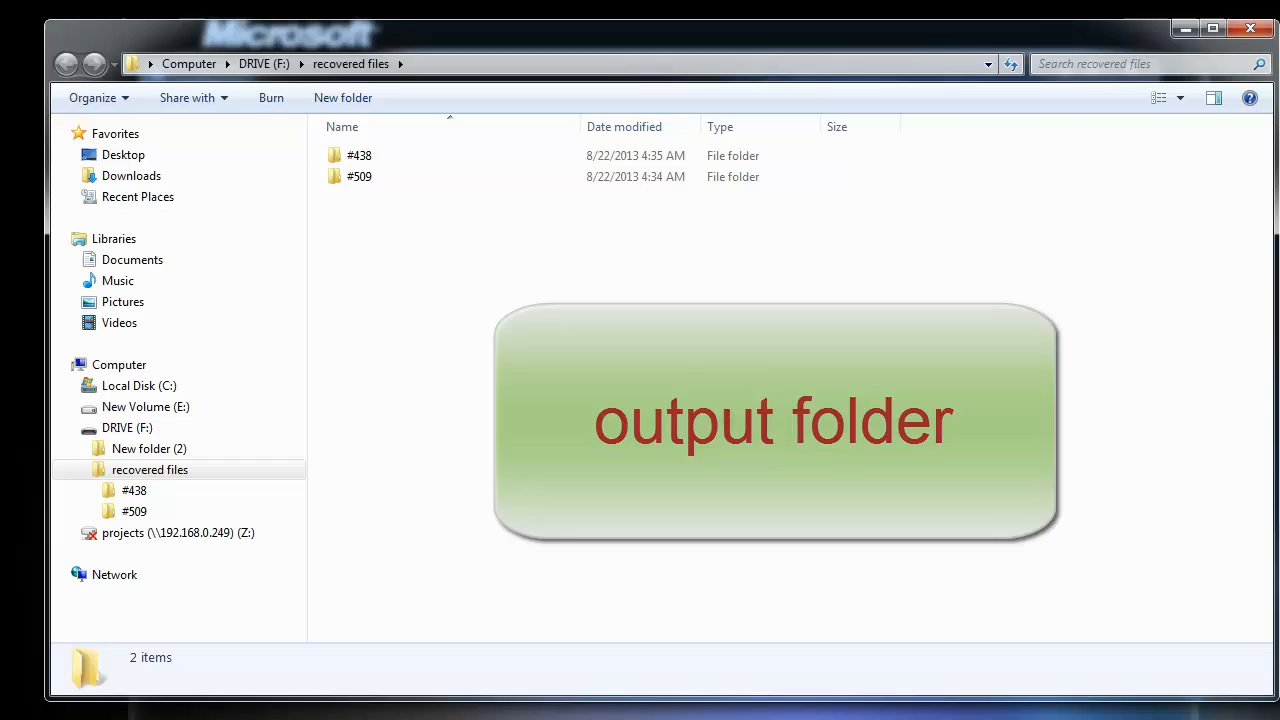 Microsoft
Computer DRIVE (F:) recovered files
Search recovered files
Organize Share with Burn New folder
Name Date modified Type Size
#438 8/22/2013 4:35 AM File folder
#509 8/22/2013 4:34 AM File folder
Favorites
Desktop
Downloads
Recent Places
Libraries
Documents
Music
Pictures
Videos
Computer
Local Disk (C:)
New Volume (E:)
DRIVE (F:)
New folder (2)
recovered files
#438
#509
projects (\\192.168.0.249) (Z:)
Network
output folder
2 items